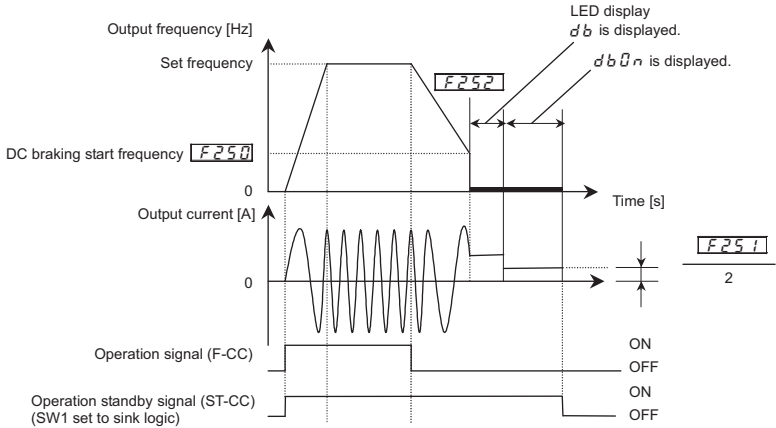 LED display
db is displayed.
dbOn is displayed.
Output frequency [Hz]
Set frequency
F252
DC braking start frequency F250
0
Time [s]
Output current [A]
F251
2
0
Operation signal (F-CC)
ON
OFF
Operation standby signal (ST-CC)
(SW1 set to sink logic)
ON
OFF